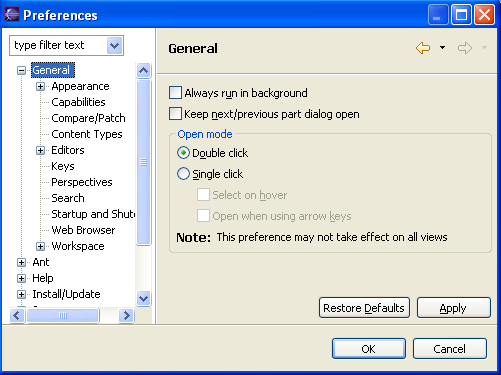 Preferences
type filter text
General
Appearance
Capabilities
Compare/Patch
Content Types
Editors
Keys
Perspectives
Search
Startup and Shut
Web Browser
Workspace
Ant
Help
Install/Update
General
Always run in background
Keep next/previous part dialog open
Open mode
Double click
Single click
Select on hover
Open when using arrow keys
Note: This preference may not take effect on all views
Restore Defaults Apply
OK Cancel